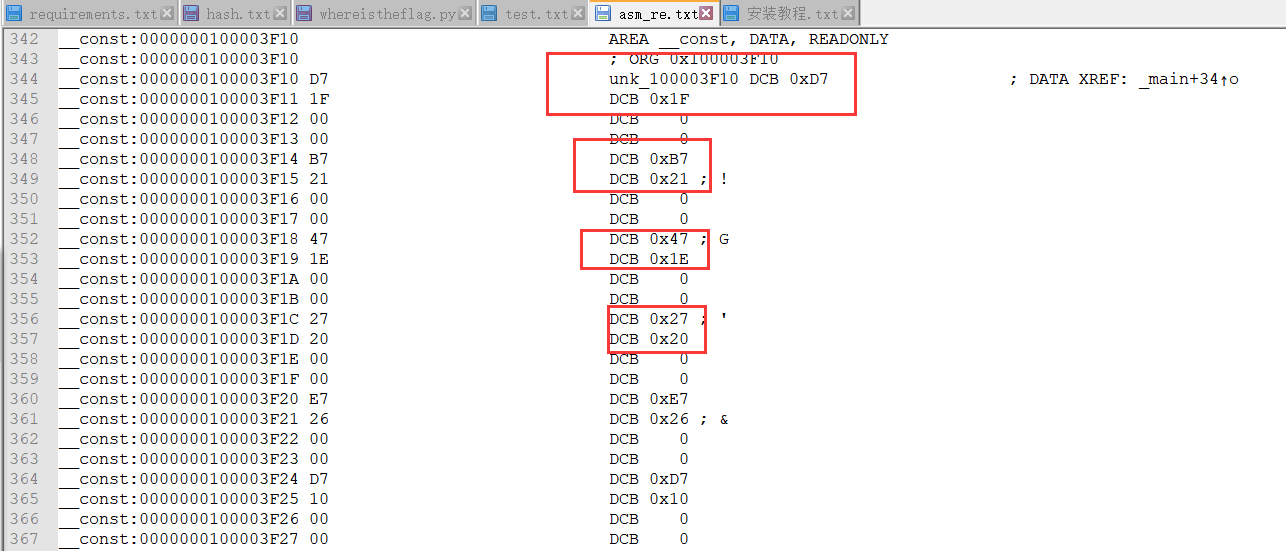 requirements.txt hash.txt whereistheflag.py test.txt asm_re.txt 安装教程.txt
342 __const:0000000100003F10 AREA __const, DATA, READONLY
343 __const:0000000100003F10 ; ORG 0x100003F10
344 __const:0000000100003F10 D7 unk_100003F10 DCB 0xD7 ; DATA XREF: _main+34↑o
345 __const:0000000100003F11 1F DCB 0x1F
346 __const:0000000100003F12 00 DCB 0
347 __const:0000000100003F13 00 DCB 0
348 __const:0000000100003F14 B7 DCB 0xB7
349 __const:0000000100003F15 21 DCB 0x21 ; !
350 __const:0000000100003F16 00 DCB 0
351 __const:0000000100003F17 00 DCB 0
352 __const:0000000100003F18 47 DCB 0x47 ; G
353 __const:0000000100003F19 1E DCB 0x1E
354 __const:0000000100003F1A 00 DCB 0
355 __const:0000000100003F1B 00 DCB 0
356 __const:0000000100003F1C 27 DCB 0x27 ; '
357 __const:0000000100003F1D 20 DCB 0x20
358 __const:0000000100003F1E 00 DCB 0
359 __const:0000000100003F1F 00 DCB 0
360 __const:0000000100003F20 E7 DCB 0xE7
361 __const:0000000100003F21 26 DCB 0x26 ; &
362 __const:0000000100003F22 00 DCB 0
363 __const:0000000100003F23 00 DCB 0
364 __const:0000000100003F24 D7 DCB 0xD7
365 __const:0000000100003F25 10 DCB 0x10
366 __const:0000000100003F26 00 DCB 0
367 __const:0000000100003F27 00 DCB 0